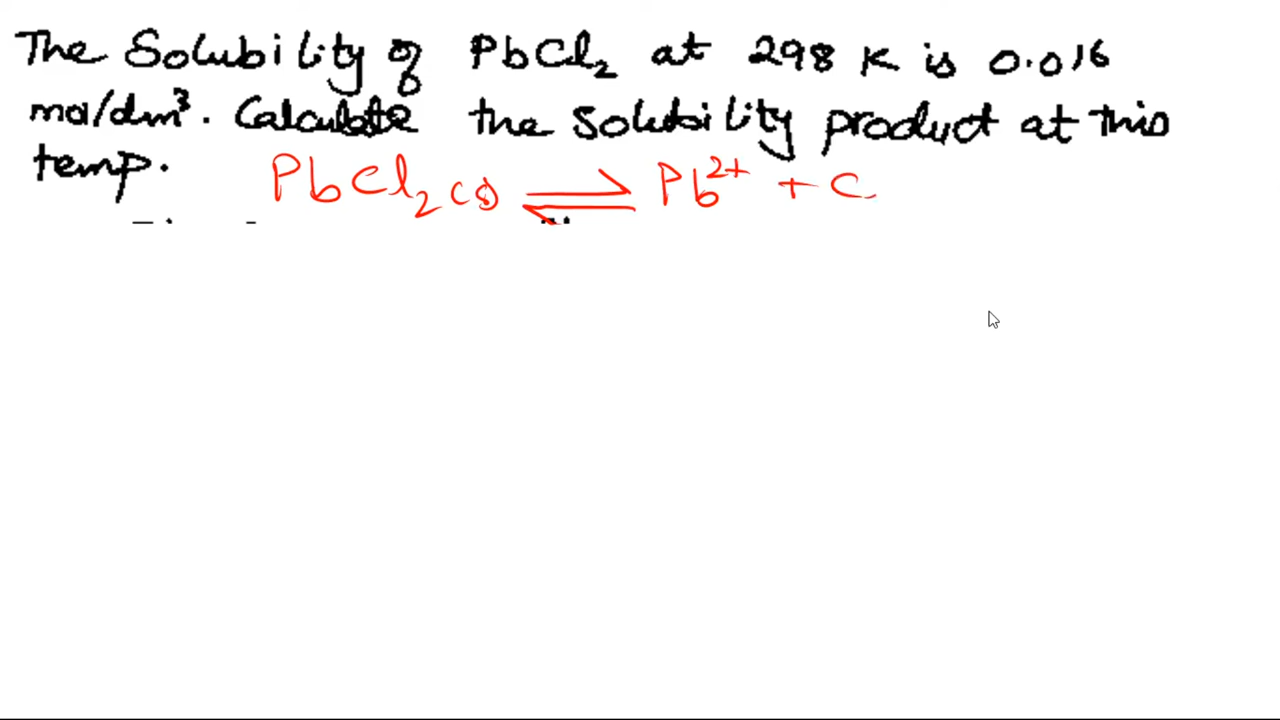 The Solubility of PbCl₂ at 298 K is 0.016
mol/dm³. Calculate the solubility product at this
temp.
PbCl₂(s) ⇌ Pb²⁺ + C